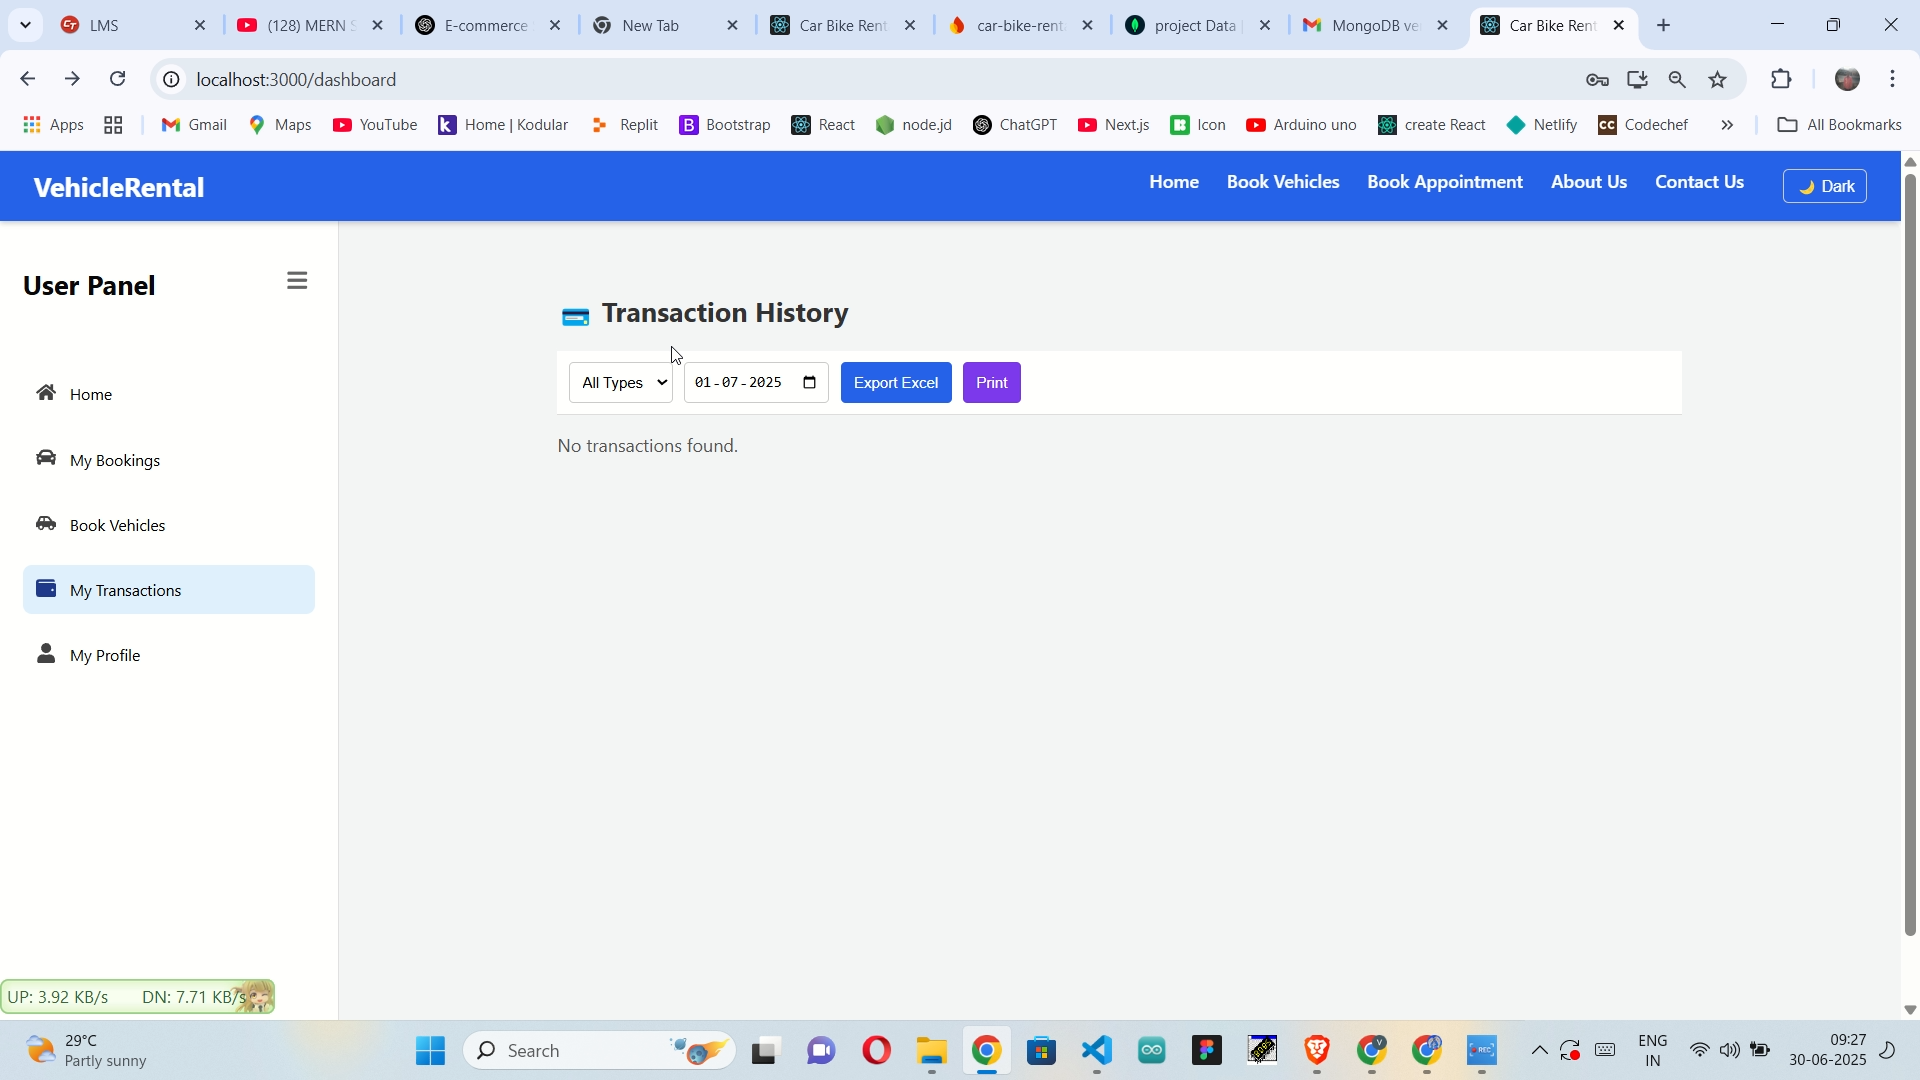 LMS
(128) MERN S
E-commerce
New Tab
Car Bike Rent
car-bike-renta
project Data |
MongoDB ve
Car Bike Rent
localhost:3000/dashboard
Apps
Gmail
Maps
YouTube
Home | Kodular
Replit
Bootstrap
React
node.jd
ChatGPT
Next.js
Icon
Arduino uno
create React
Netlify
Codechef
All Bookmarks
VehicleRental
Home
Book Vehicles
Book Appointment
About Us
Contact Us
Dark
User Panel
Home
My Bookings
Book Vehicles
My Transactions
My Profile
Transaction History
All Types
01-07-2025
Export Excel
Print
No transactions found.
UP: 3.92 KB/s DN: 7.71 KB/s
29°C
Partly sunny
Search
REC
ENG
IN
09:27
30-06-2025